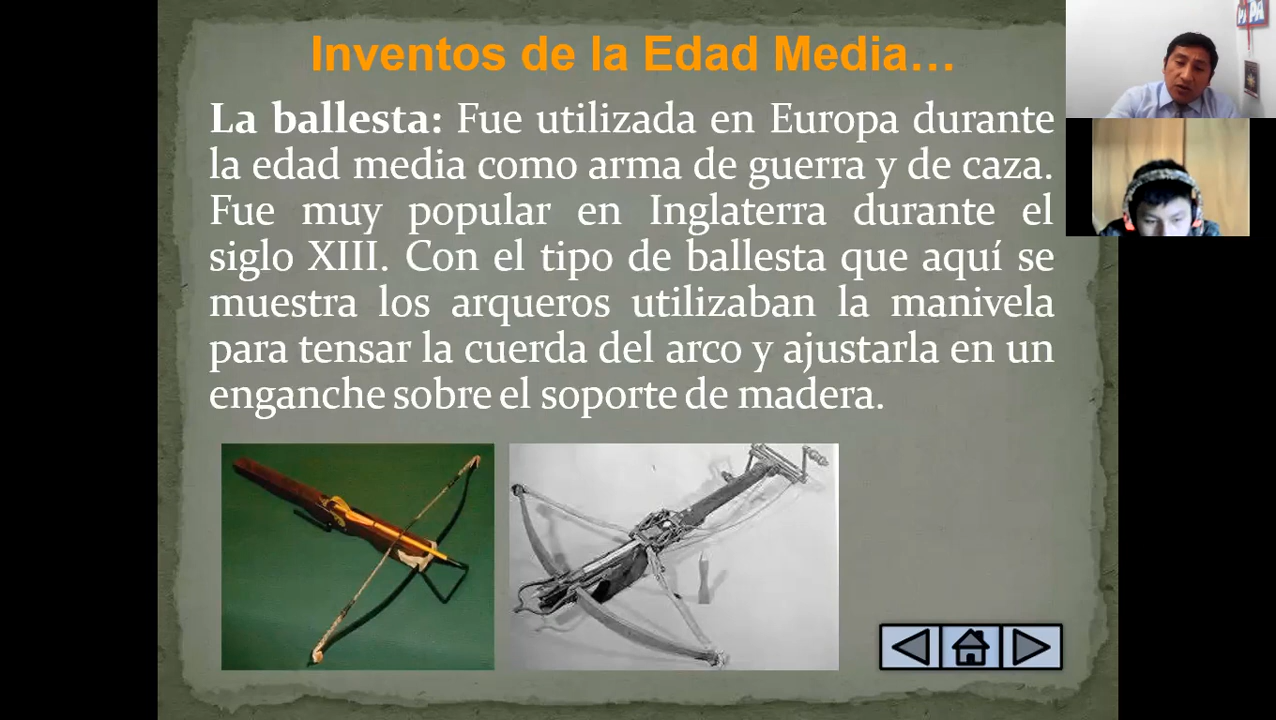 Inventos de la Edad Media...
La ballesta: Fue utilizada en Europa durante
la edad media como arma de guerra y de caza.
Fue muy popular en Inglaterra durante el
siglo XIII. Con el tipo de ballesta que aquí se
muestra los arqueros utilizaban la manivela
para tensar la cuerda del arco y ajustarla en un
enganche sobre el soporte de madera.